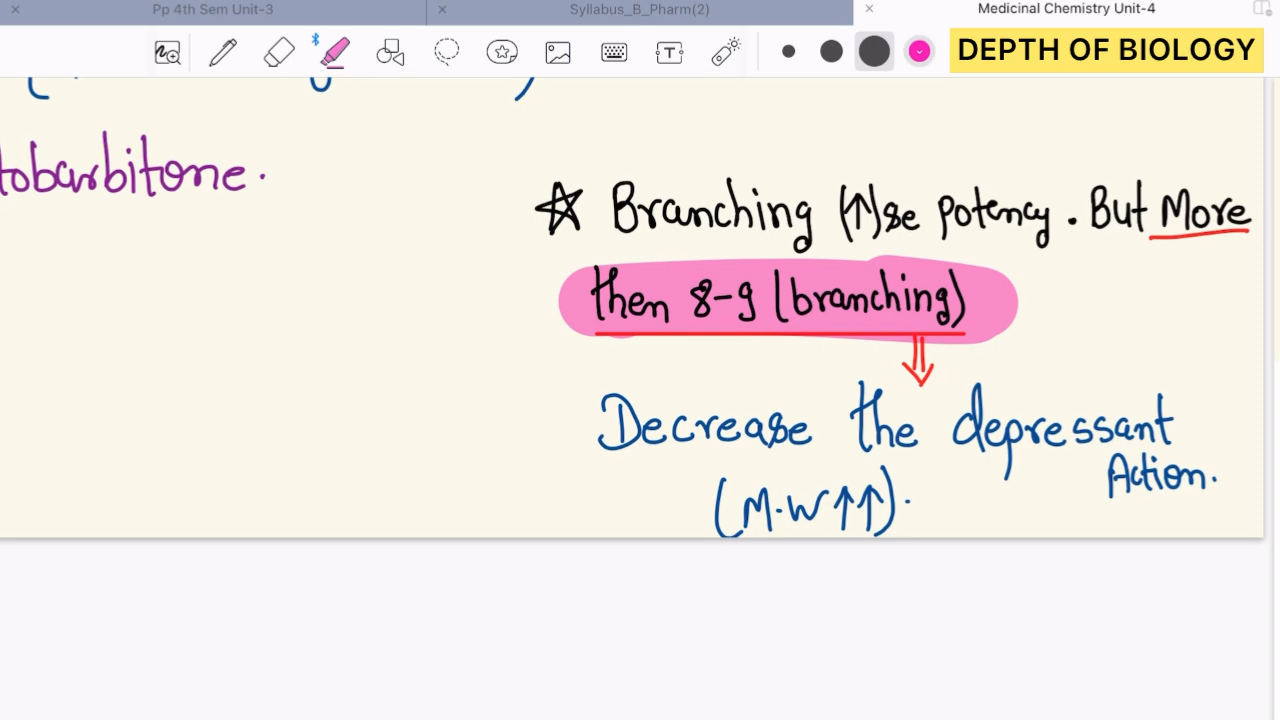 Pp 4th Sem Unit-3
Syllabus_B_Pharm(2)
Medicinal Chemistry Unit-4
DEPTH OF BIOLOGY
tobarbitone.
☆ Branching (↑)se potency. But More
then 8-9 (branching)
⇓
Decrease the depressant
Action.
(M.W↑↑).